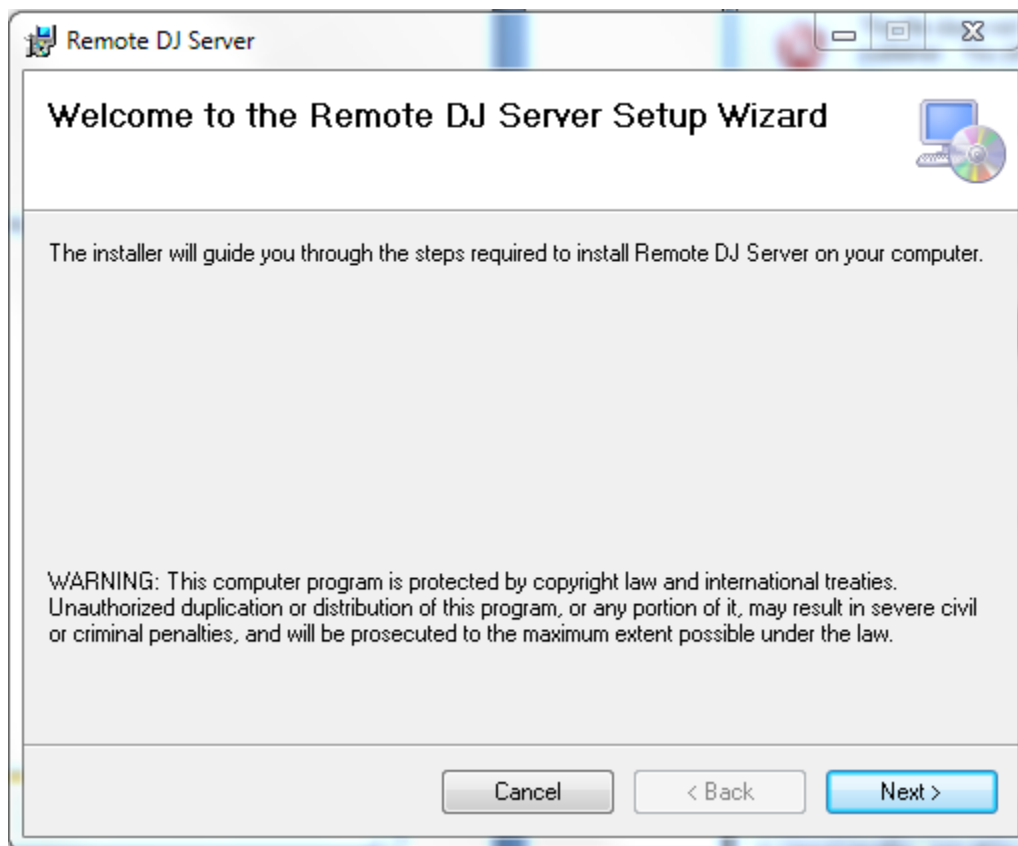 Remote DJ Server
Welcome to the Remote DJ Server Setup Wizard
The installer will guide you through the steps required to install Remote DJ Server on your computer.
WARNING: This computer program is protected by copyright law and international treaties.
Unauthorized duplication or distribution of this program, or any portion of it, may result in severe civil
or criminal penalties, and will be prosecuted to the maximum extent possible under the law.
Cancel
< Back
Next >